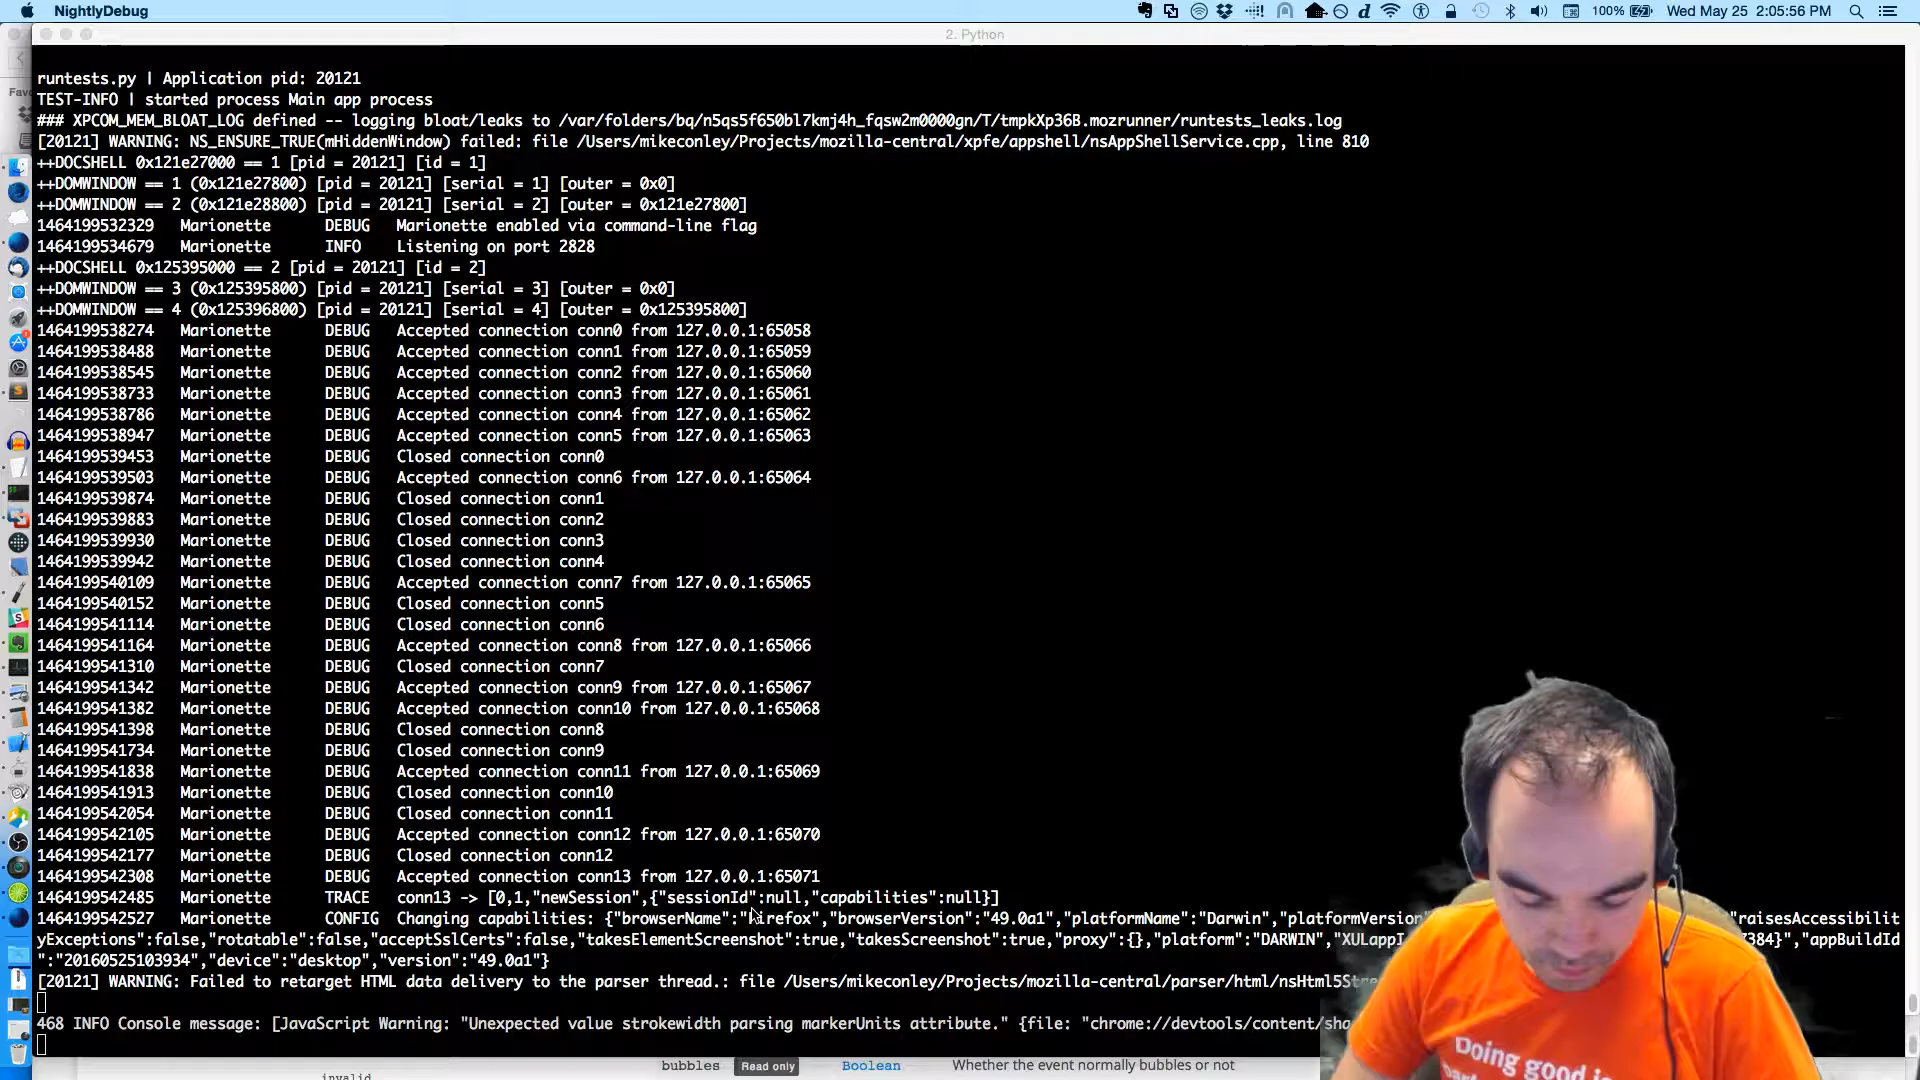 NightlyDebug
100% Wed May 25 2:05:56 PM
2. Python
Fav
runtests.py | Application pid: 20121
TEST-INFO | started process Main app process
### XPCOM_MEM_BLOAT_LOG defined -- logging bloat/leaks to /var/folders/bq/n5qs5f650bl7kmj4h_fqsw2m0000gn/T/tmpkXp36B.mozrunner/runtests_leaks.log
[20121] WARNING: NS_ENSURE_TRUE(mHiddenWindow) failed: file /Users/mikeconley/Projects/mozilla-central/xpfe/appshell/nsAppShellService.cpp, line 810
++DOCSHELL 0x121e27000 == 1 [pid = 20121] [id = 1]
++DOMWINDOW == 1 (0x121e27800) [pid = 20121] [serial = 1] [outer = 0x0]
++DOMWINDOW == 2 (0x121e28800) [pid = 20121] [serial = 2] [outer = 0x121e27800]
1464199532329 Marionette DEBUG Marionette enabled via command-line flag
1464199534679 Marionette INFO Listening on port 2828
++DOCSHELL 0x125395000 == 2 [pid = 20121] [id = 2]
++DOMWINDOW == 3 (0x125395800) [pid = 20121] [serial = 3] [outer = 0x0]
++DOMWINDOW == 4 (0x125396800) [pid = 20121] [serial = 4] [outer = 0x125395800]
1464199538274 Marionette DEBUG Accepted connection conn0 from 127.0.0.1:65058
1464199538488 Marionette DEBUG Accepted connection conn1 from 127.0.0.1:65059
1464199538545 Marionette DEBUG Accepted connection conn2 from 127.0.0.1:65060
1464199538733 Marionette DEBUG Accepted connection conn3 from 127.0.0.1:65061
1464199538786 Marionette DEBUG Accepted connection conn4 from 127.0.0.1:65062
1464199538947 Marionette DEBUG Accepted connection conn5 from 127.0.0.1:65063
1464199539453 Marionette DEBUG Closed connection conn0
1464199539503 Marionette DEBUG Accepted connection conn6 from 127.0.0.1:65064
1464199539874 Marionette DEBUG Closed connection conn1
1464199539883 Marionette DEBUG Closed connection conn2
1464199539930 Marionette DEBUG Closed connection conn3
1464199539942 Marionette DEBUG Closed connection conn4
1464199540109 Marionette DEBUG Accepted connection conn7 from 127.0.0.1:65065
1464199540152 Marionette DEBUG Closed connection conn5
1464199541114 Marionette DEBUG Closed connection conn6
1464199541164 Marionette DEBUG Accepted connection conn8 from 127.0.0.1:65066
1464199541310 Marionette DEBUG Closed connection conn7
1464199541342 Marionette DEBUG Accepted connection conn9 from 127.0.0.1:65067
1464199541382 Marionette DEBUG Accepted connection conn10 from 127.0.0.1:65068
1464199541398 Marionette DEBUG Closed connection conn8
1464199541734 Marionette DEBUG Closed connection conn9
1464199541838 Marionette DEBUG Accepted connection conn11 from 127.0.0.1:65069
1464199541913 Marionette DEBUG Closed connection conn10
1464199542054 Marionette DEBUG Closed connection conn11
1464199542105 Marionette DEBUG Accepted connection conn12 from 127.0.0.1:65070
1464199542177 Marionette DEBUG Closed connection conn12
1464199542308 Marionette DEBUG Accepted connection conn13 from 127.0.0.1:65071
1464199542485 Marionette TRACE conn13 -> [0,1,"newSession",{"sessionId":null,"capabilities":null}]
1464199542527 Marionette CONFIG Changing capabilities: {"browserName":"firefox","browserVersion":"49.0a1","platformName":"Darwin","platformVersion "raisesAccessibilit
yExceptions":false,"rotatable":false,"acceptSslCerts":false,"takesElementScreenshot":true,"takesScreenshot":true,"proxy":{},"platform":"DARWIN","XULappI 7384}","appBuildId
":"20160525103934","device":"desktop","version":"49.0a1"}
[20121] WARNING: Failed to retarget HTML data delivery to the parser thread.: file /Users/mikeconley/Projects/mozilla-central/parser/html/nsHtml5Stre
468 INFO Console message: [JavaScript Warning: "Unexpected value strokewidth parsing markerUnits attribute." {file: "chrome://devtools/content/sha
bubbles Read only Boolean Whether the event normally bubbles or not
invalid
Doing good is